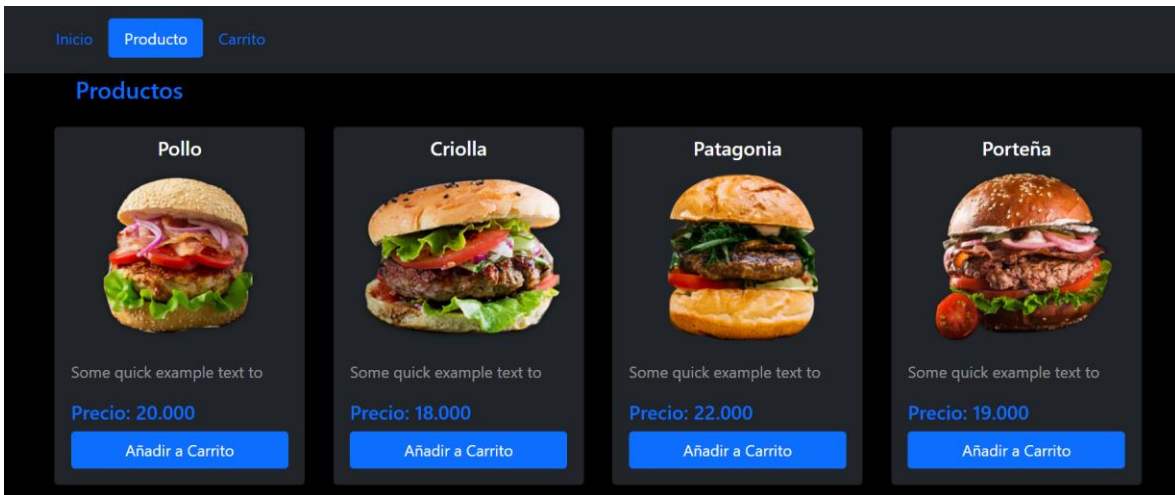 Inicio Producto Carrito
Productos
Pollo
Some quick example text to
Precio: 20.000
Añadir a Carrito
Criolla
Some quick example text to
Precio: 18.000
Añadir a Carrito
Patagonia
Some quick example text to
Precio: 22.000
Añadir a Carrito
Porteña
Some quick example text to
Precio: 19.000
Añadir a Carrito